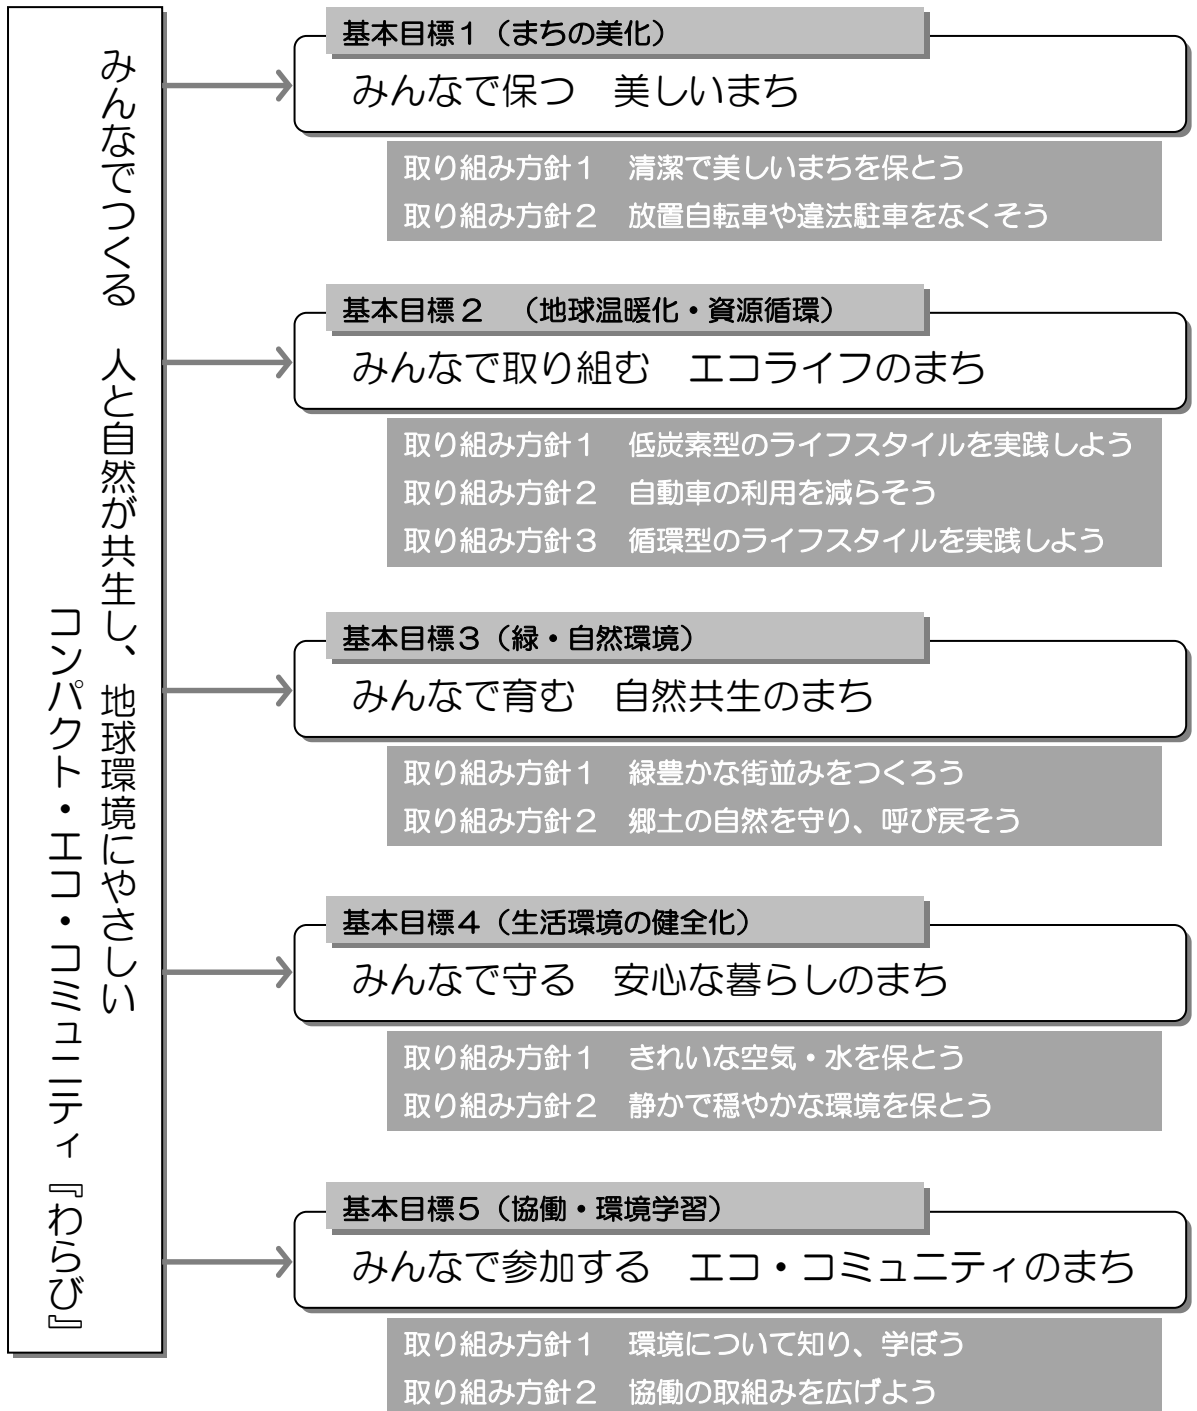 みんなでつくる　人と自然が共生し、地球環境にやさしい
コンパクト・エコ・コミュニティ『わらび』
基本目標１（まちの美化）
みんなで保つ　美しいまち
取り組み方針１　清潔で美しいまちを保とう
取り組み方針２　放置自転車や違法駐車をなくそう
基本目標２　（地球温暖化・資源循環）
みんなで取り組む　エコライフのまち
取り組み方針１　低炭素型のライフスタイルを実践しよう
取り組み方針２　自動車の利用を減らそう
取り組み方針３　循環型のライフスタイルを実践しよう
基本目標３（緑・自然環境）
みんなで育む　自然共生のまち
取り組み方針１　緑豊かな街並みをつくろう
取り組み方針２　郷土の自然を守り、呼び戻そう
基本目標４（生活環境の健全化）
みんなで守る　安心な暮らしのまち
取り組み方針１　きれいな空気・水を保とう
取り組み方針２　静かで穏やかな環境を保とう
基本目標５（協働・環境学習）
みんなで参加する　エコ・コミュニティのまち
取り組み方針１　環境について知り、学ぼう
取り組み方針２　協働の取組みを広げよう